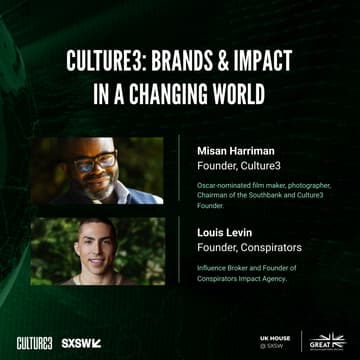 CULTURE3: BRANDS & IMPACT
IN A CHANGING WORLD
Misan Harriman
Founder, Culture3
Oscar-nominated film maker, photographer,
Chairman of the Southbank and Culture3
Founder.
Louis Levin
Founder, Conspirators
Influence Broker and Founder of
Conspirators Impact Agency.
CULTURE3
SXSW
UK HOUSE
@ SXSW
GREAT